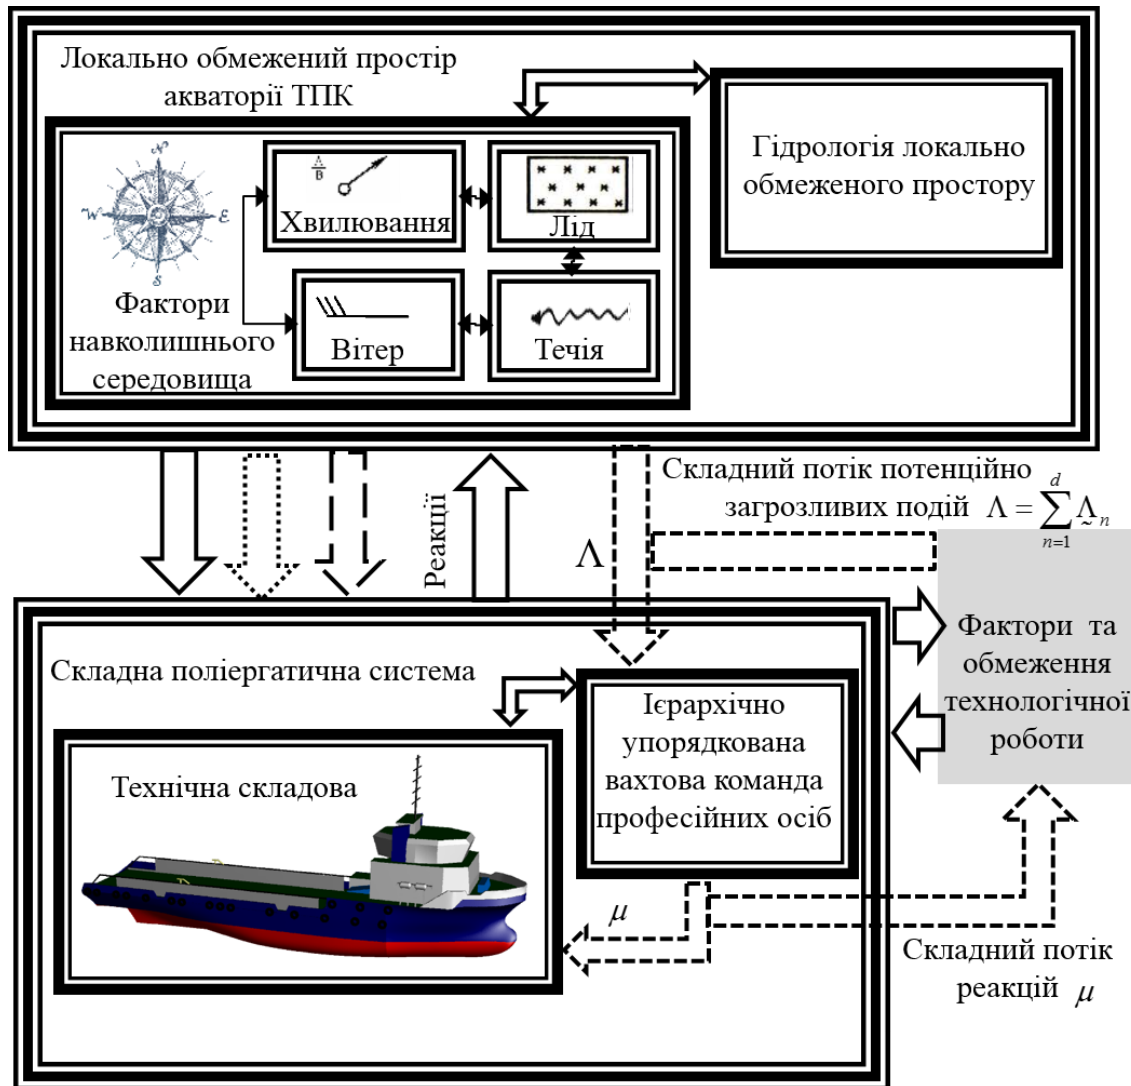 Локально обмежений простір
акваторії ТПК
Гідрологія локально
обмеженого простору
N
W
E
S
A
B
Хвилювання
Лід
Фактори
навколишнього
середовища
Вітер
Течія
Реакції
Λ
Складний потік потенційно
загрозливих подій Λ = ∑ Λ̰ₙ
d
n=1
Фактори та
обмеження
технологічної
роботи
Складна поліергатична система
Ієрархічно
упорядкована
вахтова команда
професійних осіб
Технічна складова
μ
Складний потік
реакцій μ